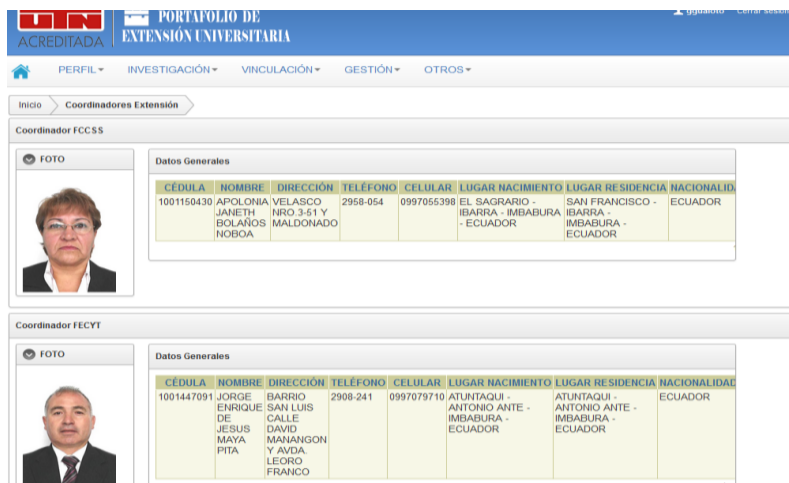 UTN
ACREDITADA
PORTAFOLIO DE
EXTENSIÓN UNIVERSITARIA
ggualoto Cerrar sesión
PERFIL INVESTIGACIÓN VINCULACIÓN GESTIÓN OTROS
Inicio Coordinadores Extensión
Coordinador FCCSS
FOTO
Datos Generales
CÉDULA NOMBRE DIRECCIÓN TELÉFONO CELULAR LUGAR NACIMIENTO LUGAR RESIDENCIA NACIONALIDA
1001150430 APOLONIA VELASCO 2958-054 0997055398 EL SAGRARIO - SAN FRANCISCO - ECUADOR
JANETH NRO.3-51 Y IBARRA - IMBABURA IBARRA -
BOLAÑOS MALDONADO - ECUADOR IMBABURA -
NOBOA ECUADOR
Coordinador FECYT
FOTO
Datos Generales
CÉDULA NOMBRE DIRECCIÓN TELÉFONO CELULAR LUGAR NACIMIENTO LUGAR RESIDENCIA NACIONALIDAD
1001447091 JORGE BARRIO 2908-241 0997079710 ATUNTAQUI - ATUNTAQUI - ECUADOR
ENRIQUE SAN LUIS ANTONIO ANTE - ANTONIO ANTE -
DE CALLE IMBABURA - IMBABURA -
JESUS DAVID ECUADOR ECUADOR
MAYA MANANGON
PITA Y AVDA.
LEORO
FRANCO